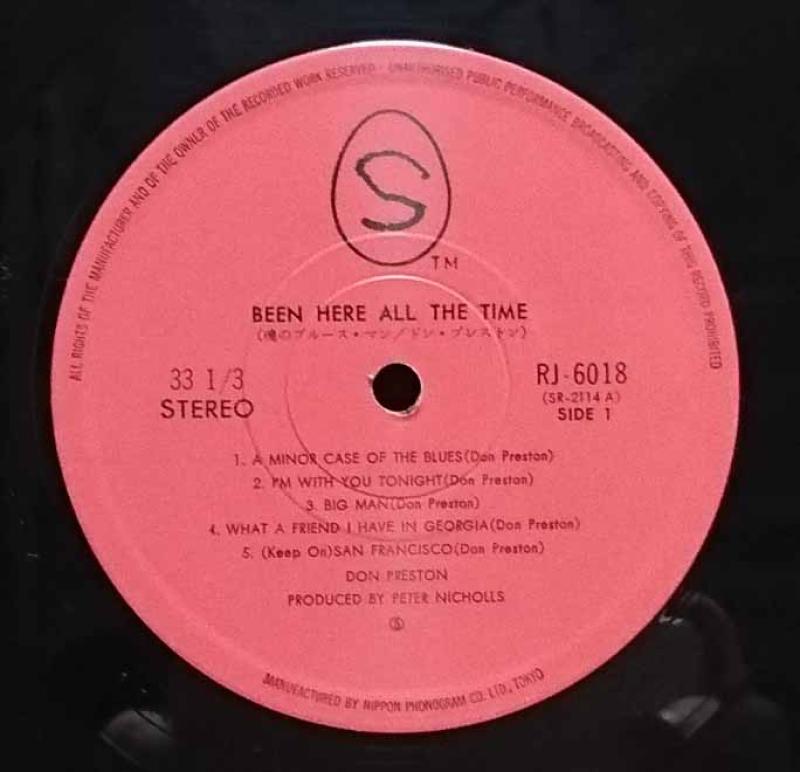 ALL RIGHTS OF THE MANUFACTURER AND OF THE OWNER OF THE RECORDED WORK RESERVED · UNAUTHORISED PUBLIC PERFORMANCE BROADCASTING AND COPYING OF THIS RECORD PROHIBITED
S
TM
BEEN HERE ALL THE TIME
(魂のブルース・マン/ドン・プレストン)
33 1/3
STEREO
RJ-6018
(SR-2114 A)
SIDE 1
1. A MINOR CASE OF THE BLUES(Don Preston)
2. I'M WITH YOU TONIGHT(Don Preston)
3. BIG MAN(Don Preston)
4. WHAT A FRIEND I HAVE IN GEORGIA(Don Preston)
5. (Keep On)SAN FRANCISCO(Don Preston)
DON PRESTON
PRODUCED BY PETER NICHOLLS
Ⓢ
MANUFACTURED BY NIPPON PHONOGRAM CO. LTD., TOKYO